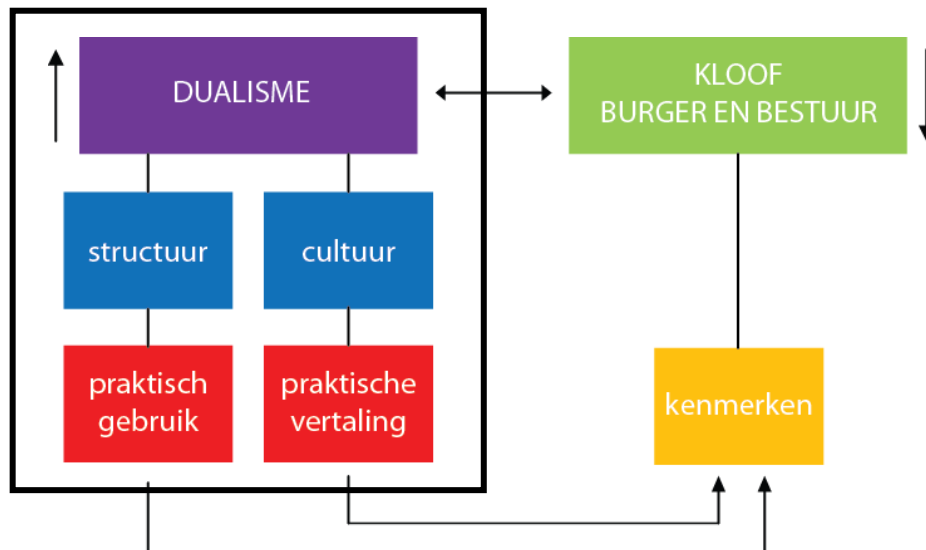 DUALISME
KLOOF
BURGER EN BESTUUR
structuur
cultuur
praktisch
gebruik
praktische
vertaling
kenmerken